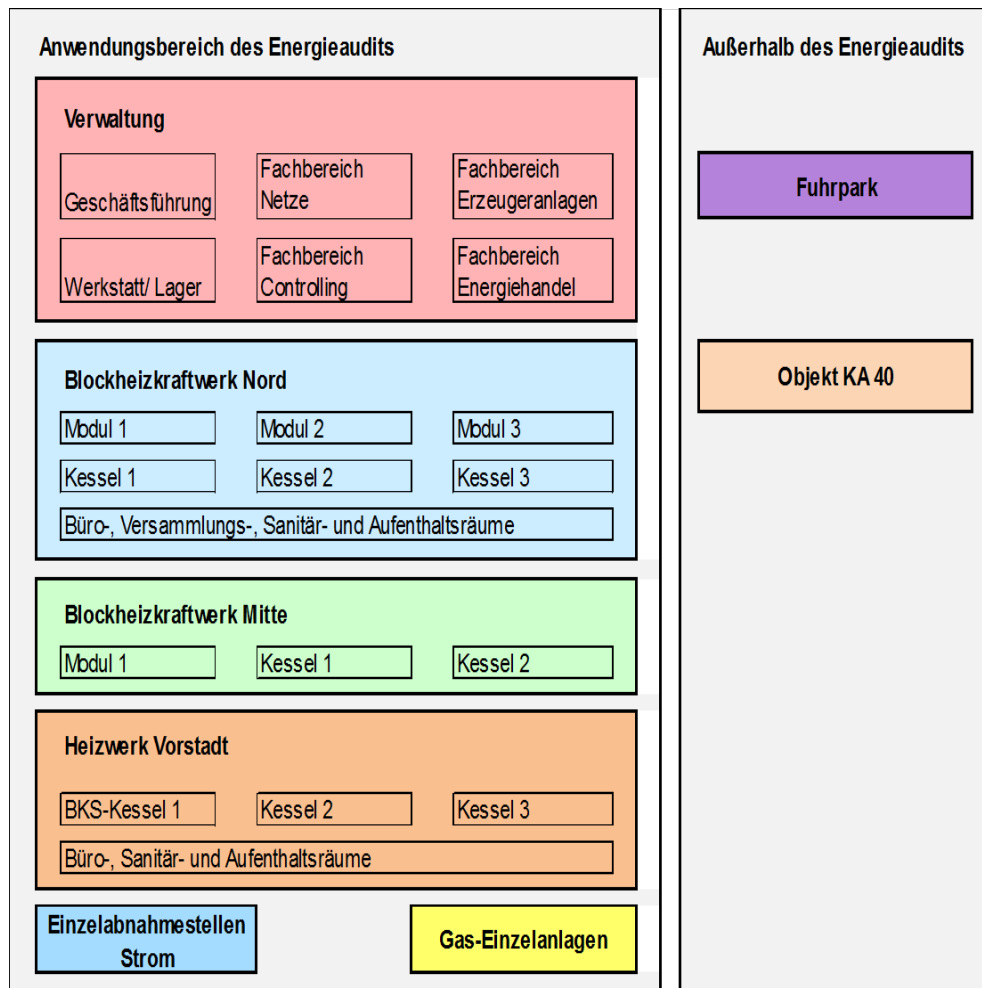 Anwendungsbereich des Energieaudits
Verwaltung
Geschäftsführung
Fachbereich
Netze
Fachbereich
Erzeugeranlagen
Werkstatt/ Lager
Fachbereich
Controlling
Fachbereich
Energiehandel
Blockheizkraftwerk Nord
Modul 1
Modul 2
Modul 3
Kessel 1
Kessel 2
Kessel 3
Büro-, Versammlungs-, Sanitär- und Aufenthaltsräume
Blockheizkraftwerk Mitte
Modul 1
Kessel 1
Kessel 2
Heizwerk Vorstadt
BKS-Kessel 1
Kessel 2
Kessel 3
Büro-, Sanitär- und Aufenthaltsräume
Einzelabnahmestellen
Strom
Gas-Einzelanlagen
Außerhalb des Energieaudits
Fuhrpark
Objekt KA 40